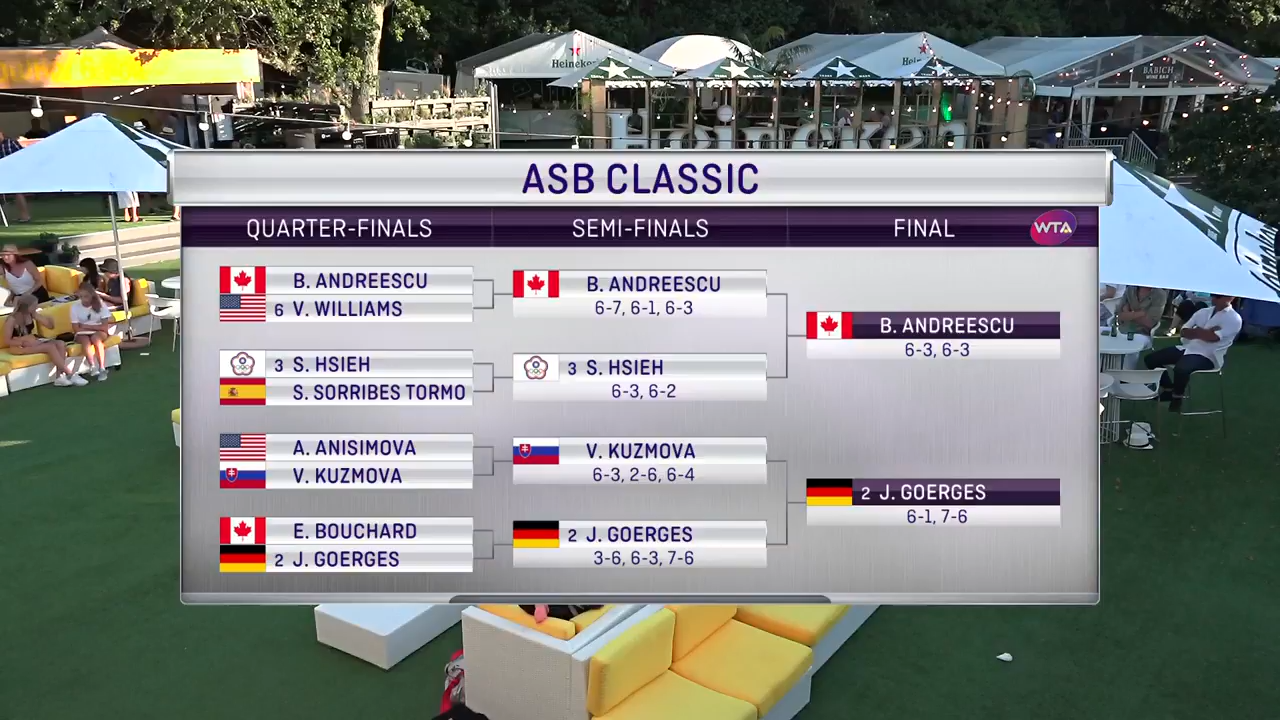 Heineken
BABICH
WINE BAR
Heineken
ASB CLASSIC
QUARTER-FINALS
SEMI-FINALS
FINAL
WTA
B. ANDREESCU
6 V. WILLIAMS
3 S. HSIEH
S. SORRIBES TORMO
A. ANISIMOVA
V. KUZMOVA
E. BOUCHARD
2 J. GOERGES
B. ANDREESCU
6-7, 6-1, 6-3
3 S. HSIEH
6-3, 6-2
V. KUZMOVA
6-3, 2-6, 6-4
2 J. GOERGES
3-6, 6-3, 7-6
B. ANDREESCU
6-3, 6-3
2 J. GOERGES
6-1, 7-6